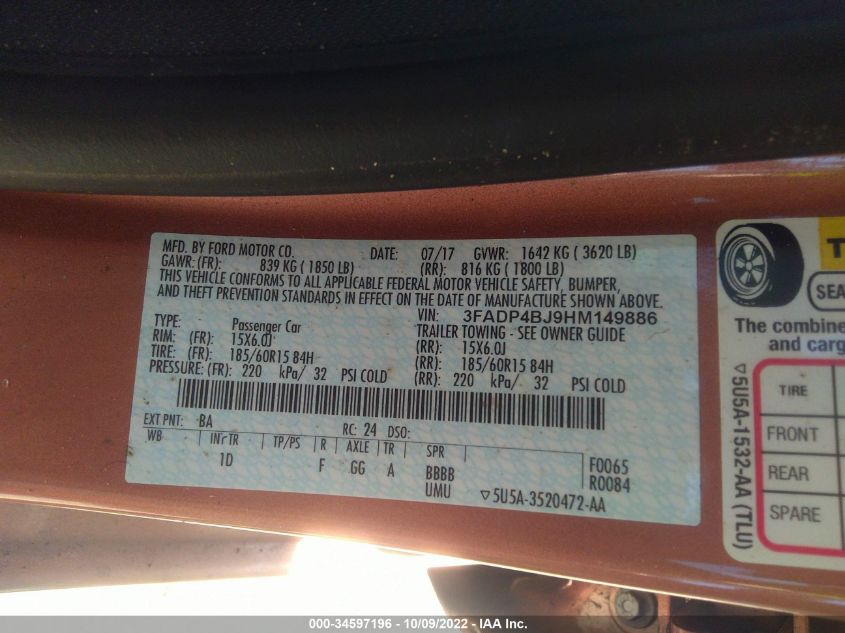 MFD. BY FORD MOTOR CO. DATE: 07/17 GVWR: 1642 KG ( 3620 LB)
GAWR: (FR): 839 KG ( 1850 LB) (RR): 816 KG ( 1800 LB)
THIS VEHICLE CONFORMS TO ALL APPLICABLE FEDERAL MOTOR VEHICLE SAFETY, BUMPER,
AND THEFT PREVENTION STANDARDS IN EFFECT ON THE DATE OF MANUFACTURE SHOWN ABOVE.
VIN: 3FADP4BJ9HM149886
TYPE: Passenger Car TRAILER TOWING - SEE OWNER GUIDE
RIM: (FR): 15X6.0J (RR): 15X6.0J
TIRE: (FR): 185/60R15 84H (RR): 185/60R15 84H
PRESSURE: (FR): 220 kPa/ 32 PSI COLD (RR): 220 kPa/ 32 PSI COLD
EXT PNT: BA RC: 24 DSO:
WB INT TR TP/PS R AXLE TR SPR F0065
1D F GG A BBBB R0084
UMU ▽5U5A-3520472-AA
T
SEA
The combine
and carg
TIRE
FRONT
REAR
SPARE
▽5U5A-1532-AA (TLU)
000-34597196 - 10/09/2022 - IAA Inc.